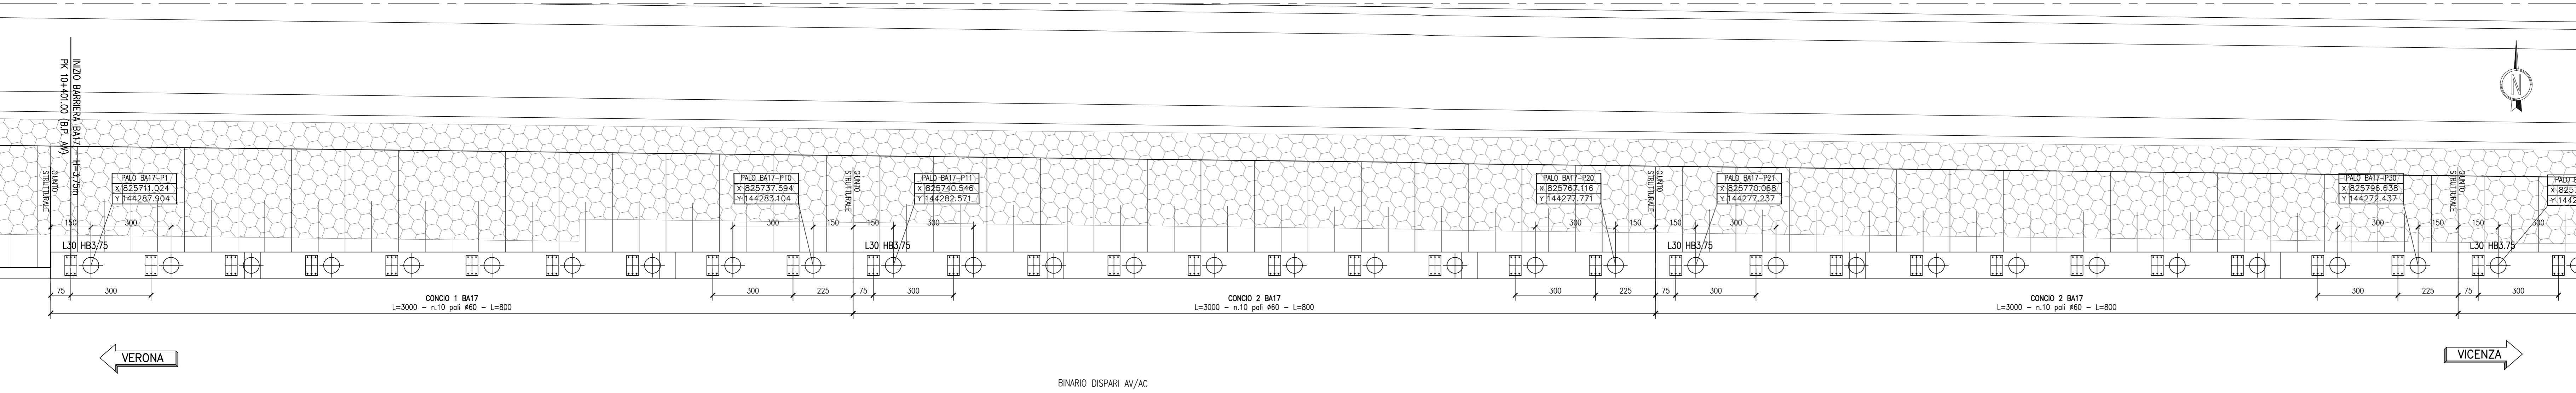 INIZIO BARRIERA BA17 - H=3.75m
PK 10+401.00 (B.P. AV)
GIUNTO
STRUTTURALE
PALO BA17-P1
X 825711.024
Y 144287.904
150
300
L30 HB3.75
PALO BA17-P10
X 825737.594
Y 144283.104
300
150
GIUNTO
STRUTTURALE
PALO BA17-P11
X 825740.546
Y 144282.571
150
300
L30 HB3.75
PALO BA17-P20
X 825767.116
Y 144277.771
300
150
GIUNTO
STRUTTURALE
PALO BA17-P21
X 825770.068
Y 144277.237
150
300
L30 HB3.75
PALO BA17-P30
X 825796.638
Y 144272.437
300
150
GIUNTO
STRUTTURALE
150
300
L30 HB3.75
N
75
300
300
225
75
300
300
225
75
300
300
225
75
300
CONCIO 1 BA17
L=3000 - n.10 pali ø60 - L=800
CONCIO 2 BA17
L=3000 - n.10 pali ø60 - L=800
CONCIO 2 BA17
L=3000 - n.10 pali ø60 - L=800
VERONA
VICENZA
BINARIO DISPARI AV/AC